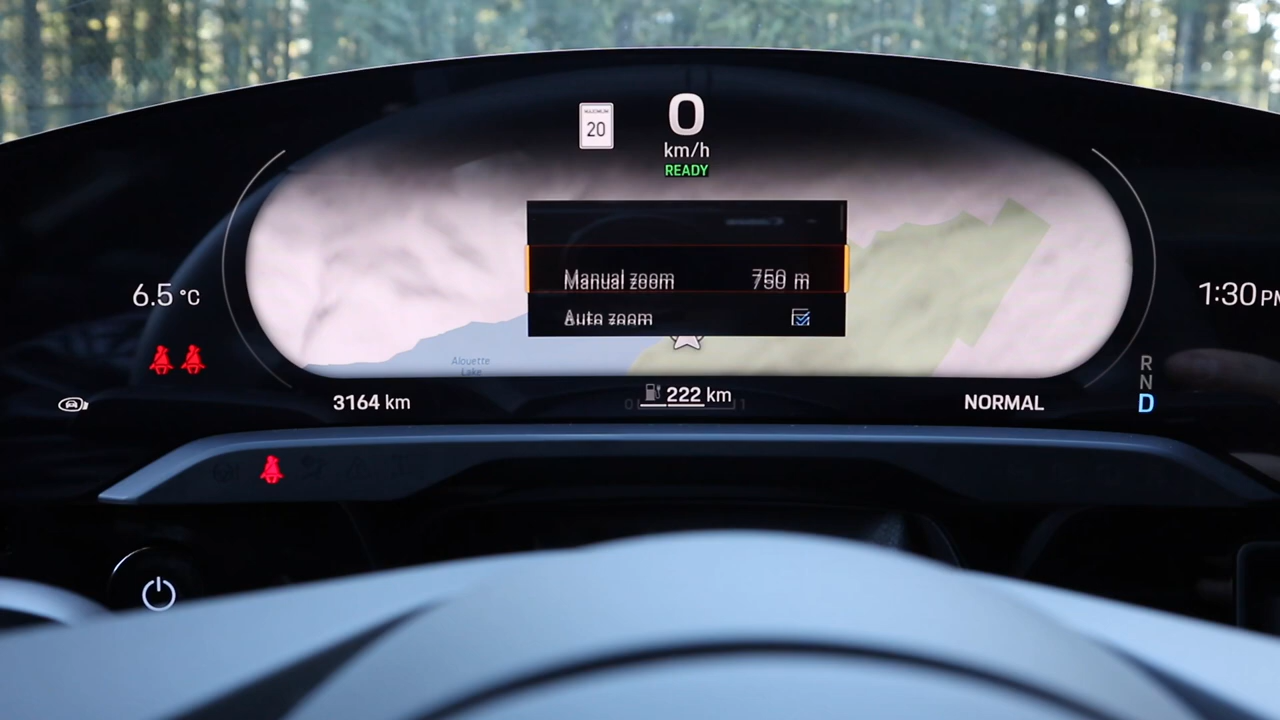 MAXIMUM
20
0
km/h
READY
Manual zoom 750 m
Auto zoom
6.5 °C
1:30 PM
Alouette
Lake
3164 km
222 km
NORMAL
R
N
D